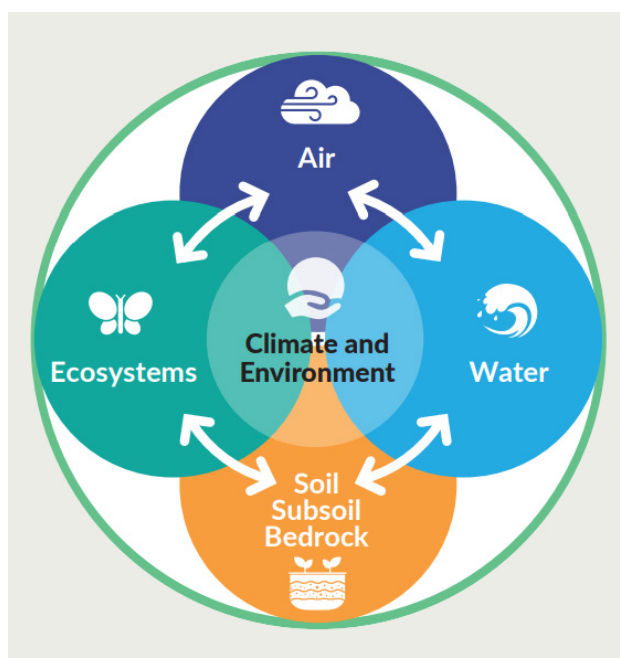 Air
Climate and
Environment
Ecosystems
Water
Soil
Subsoil
Bedrock